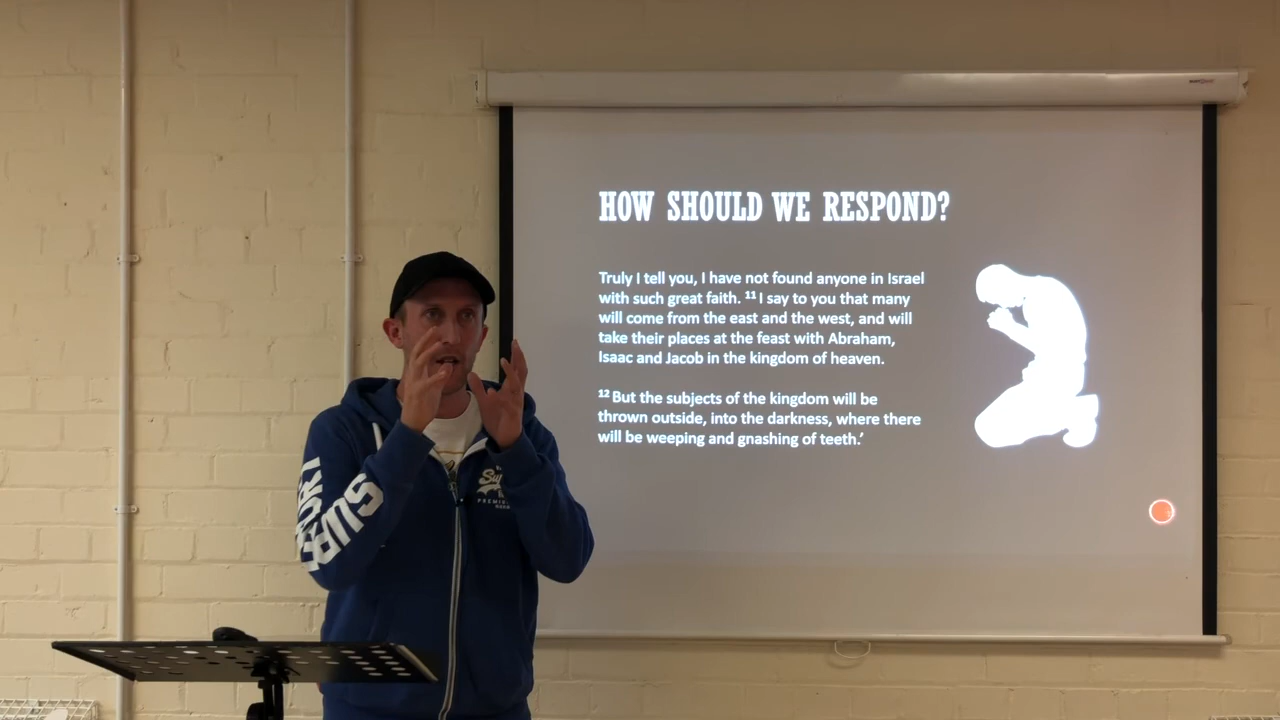 HOW SHOULD WE RESPOND?
Truly I tell you, I have not found anyone in Israel
with such great faith. ¹¹ I say to you that many
will come from the east and the west, and will
take their places at the feast with Abraham,
Isaac and Jacob in the kingdom of heaven.
¹² But the subjects of the kingdom will be
thrown outside, into the darkness, where there
will be weeping and gnashing of teeth.’